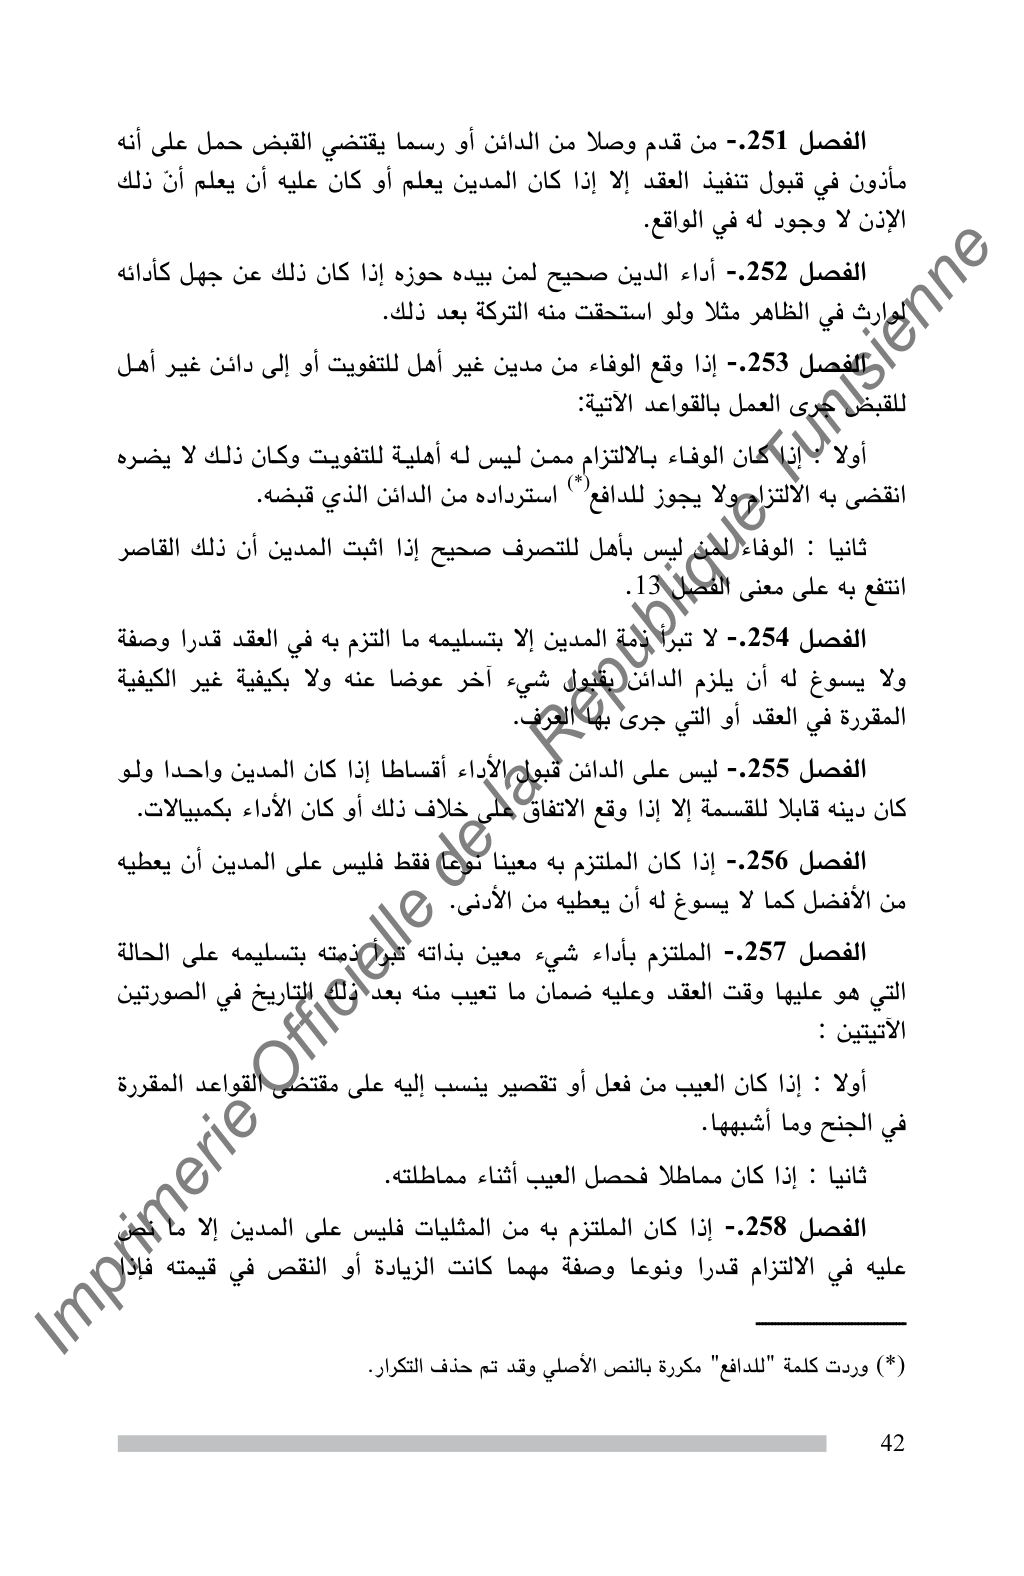 الفصل 251.- من قدم وصلا من الدائن أو رسما يقتضي القبض حمل على أنه
مأذون في قبول تنفيذ العقد إلا إذا كان المدين يعلم أو كان عليه أن يعلم أنّ ذلك
الإذن لا وجود له في الواقع.
الفصل 252.- أداء الدين صحيح لمن بيده حوزه إذا كان ذلك عن جهل كأدائه
لوارث في الظاهر مثلا ولو استحقت منه التركة بعد ذلك.
الفصل 253.- إذا وقع الوفاء من مدين غير أهل للتفويت أو إلى دائن غير أهل
للقبض جرى العمل بالقواعد الآتية:
أولا : إذا كان الوفاء بالالتزام ممن ليس له أهلية للتفويت وكان ذلك لا يضره
انقضى به الالتزام ولا يجوز للدافع(*) استرداده من الدائن الذي قبضه.
ثانيا : الوفاء لمن ليس بأهل للتصرف صحيح إذا اثبت المدين أن ذلك القاصر
انتفع به على معنى الفصل 13.
الفصل 254.- لا تبرأ ذمة المدين إلا بتسليمه ما التزم به في العقد قدرا وصفة
ولا يسوغ له أن يلزم الدائن بقبول شيء آخر عوضا عنه ولا بكيفية غير الكيفية
المقررة في العقد أو التي جرى بها العرف.
الفصل 255.- ليس على الدائن قبول الأداء أقساطا إذا كان المدين واحدا ولو
كان دينه قابلا للقسمة إلا إذا وقع الاتفاق على خلاف ذلك أو كان الأداء بكمبيالات.
الفصل 256.- إذا كان الملتزم به معينا نوعا فقط فليس على المدين أن يعطيه
من الأفضل كما لا يسوغ له أن يعطيه من الأدنى.
الفصل 257.- الملتزم بأداء شيء معين بذاته تبرأ ذمته بتسليمه على الحالة
التي هو عليها وقت العقد وعليه ضمان ما تعيب منه بعد ذلك التاريخ في الصورتين
الآتيتين :
أولا : إذا كان العيب من فعل أو تقصير ينسب إليه على مقتضى القواعد المقررة
في الجنح وما أشبهها.
ثانيا : إذا كان مماطلا فحصل العيب أثناء مماطلته.
الفصل 258.- إذا كان الملتزم به من المثليات فليس على المدين إلا ما نص
عليه في الالتزام قدرا ونوعا وصفة مهما كانت الزيادة أو النقص في قيمته فإذا
(*) وردت كلمة "للدافع" مكررة بالنص الأصلي وقد تم حذف التكرار.
42
Imprimerie Officielle de la République Tunisienne